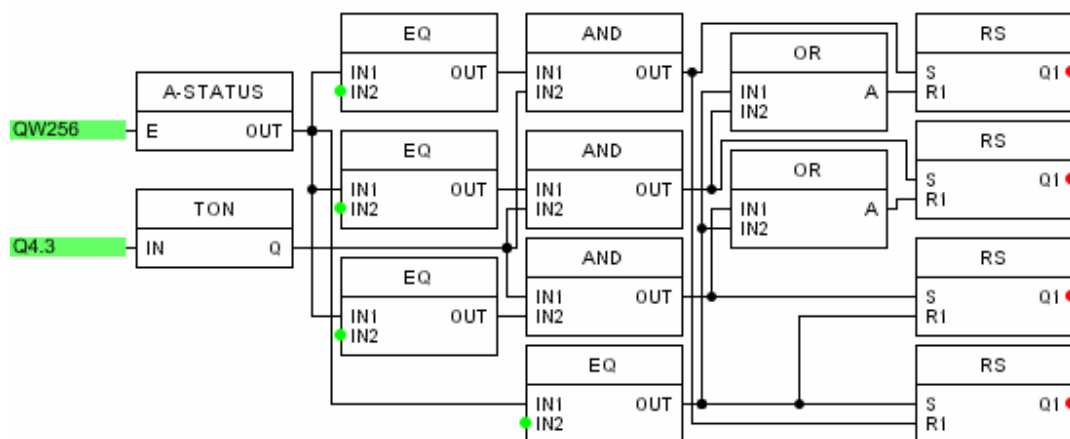 EQ
IN1 OUT
IN2
AND
IN1 OUT
IN2
OR
IN1 A
IN2
RS
S Q1
R1
A-STATUS
QW256 E OUT
EQ
IN1 OUT
IN2
AND
IN1 OUT
IN2
OR
IN1 A
IN2
RS
S Q1
R1
TON
Q4.3 IN Q
EQ
IN1 OUT
IN2
AND
IN1 OUT
IN2
RS
S Q1
R1
EQ
IN1 OUT
IN2
RS
S Q1
R1